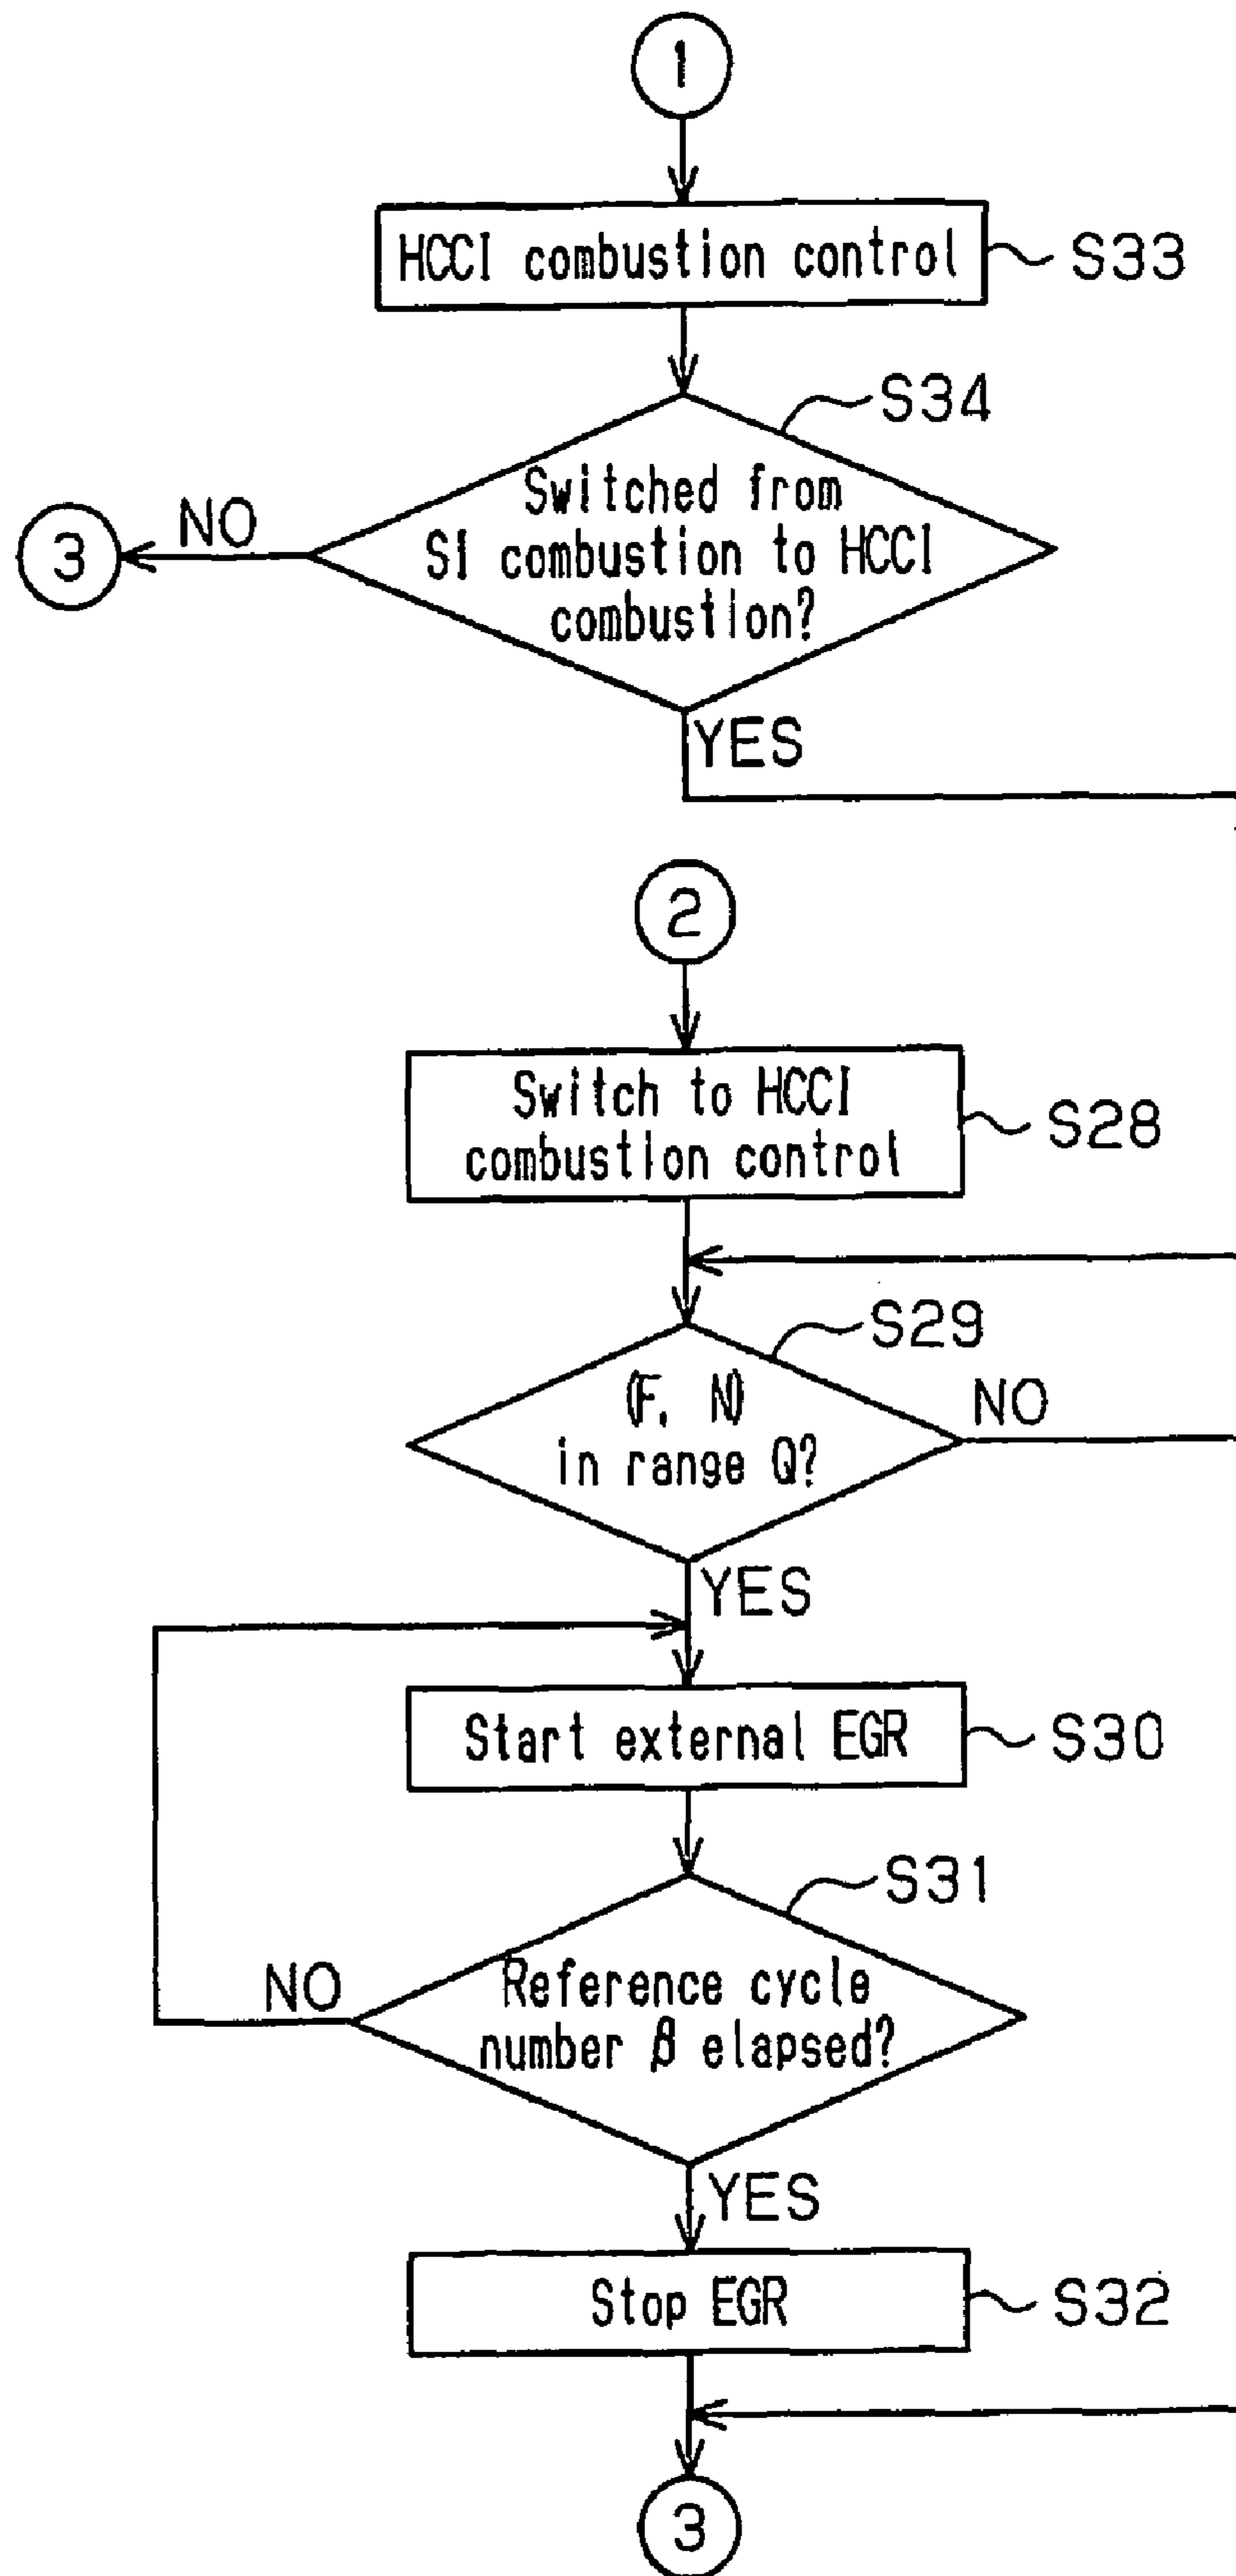 1
HCCI combustion control
S33
S34
Switched from
SI combustion to HCCI
combustion?
NO
3
YES
2
Switch to HCCI
combustion control
S28
S29
(F, N)
in range Q?
NO
YES
Start external EGR
S30
S31
Reference cycle
number β elapsed?
NO
YES
Stop EGR
S32
3